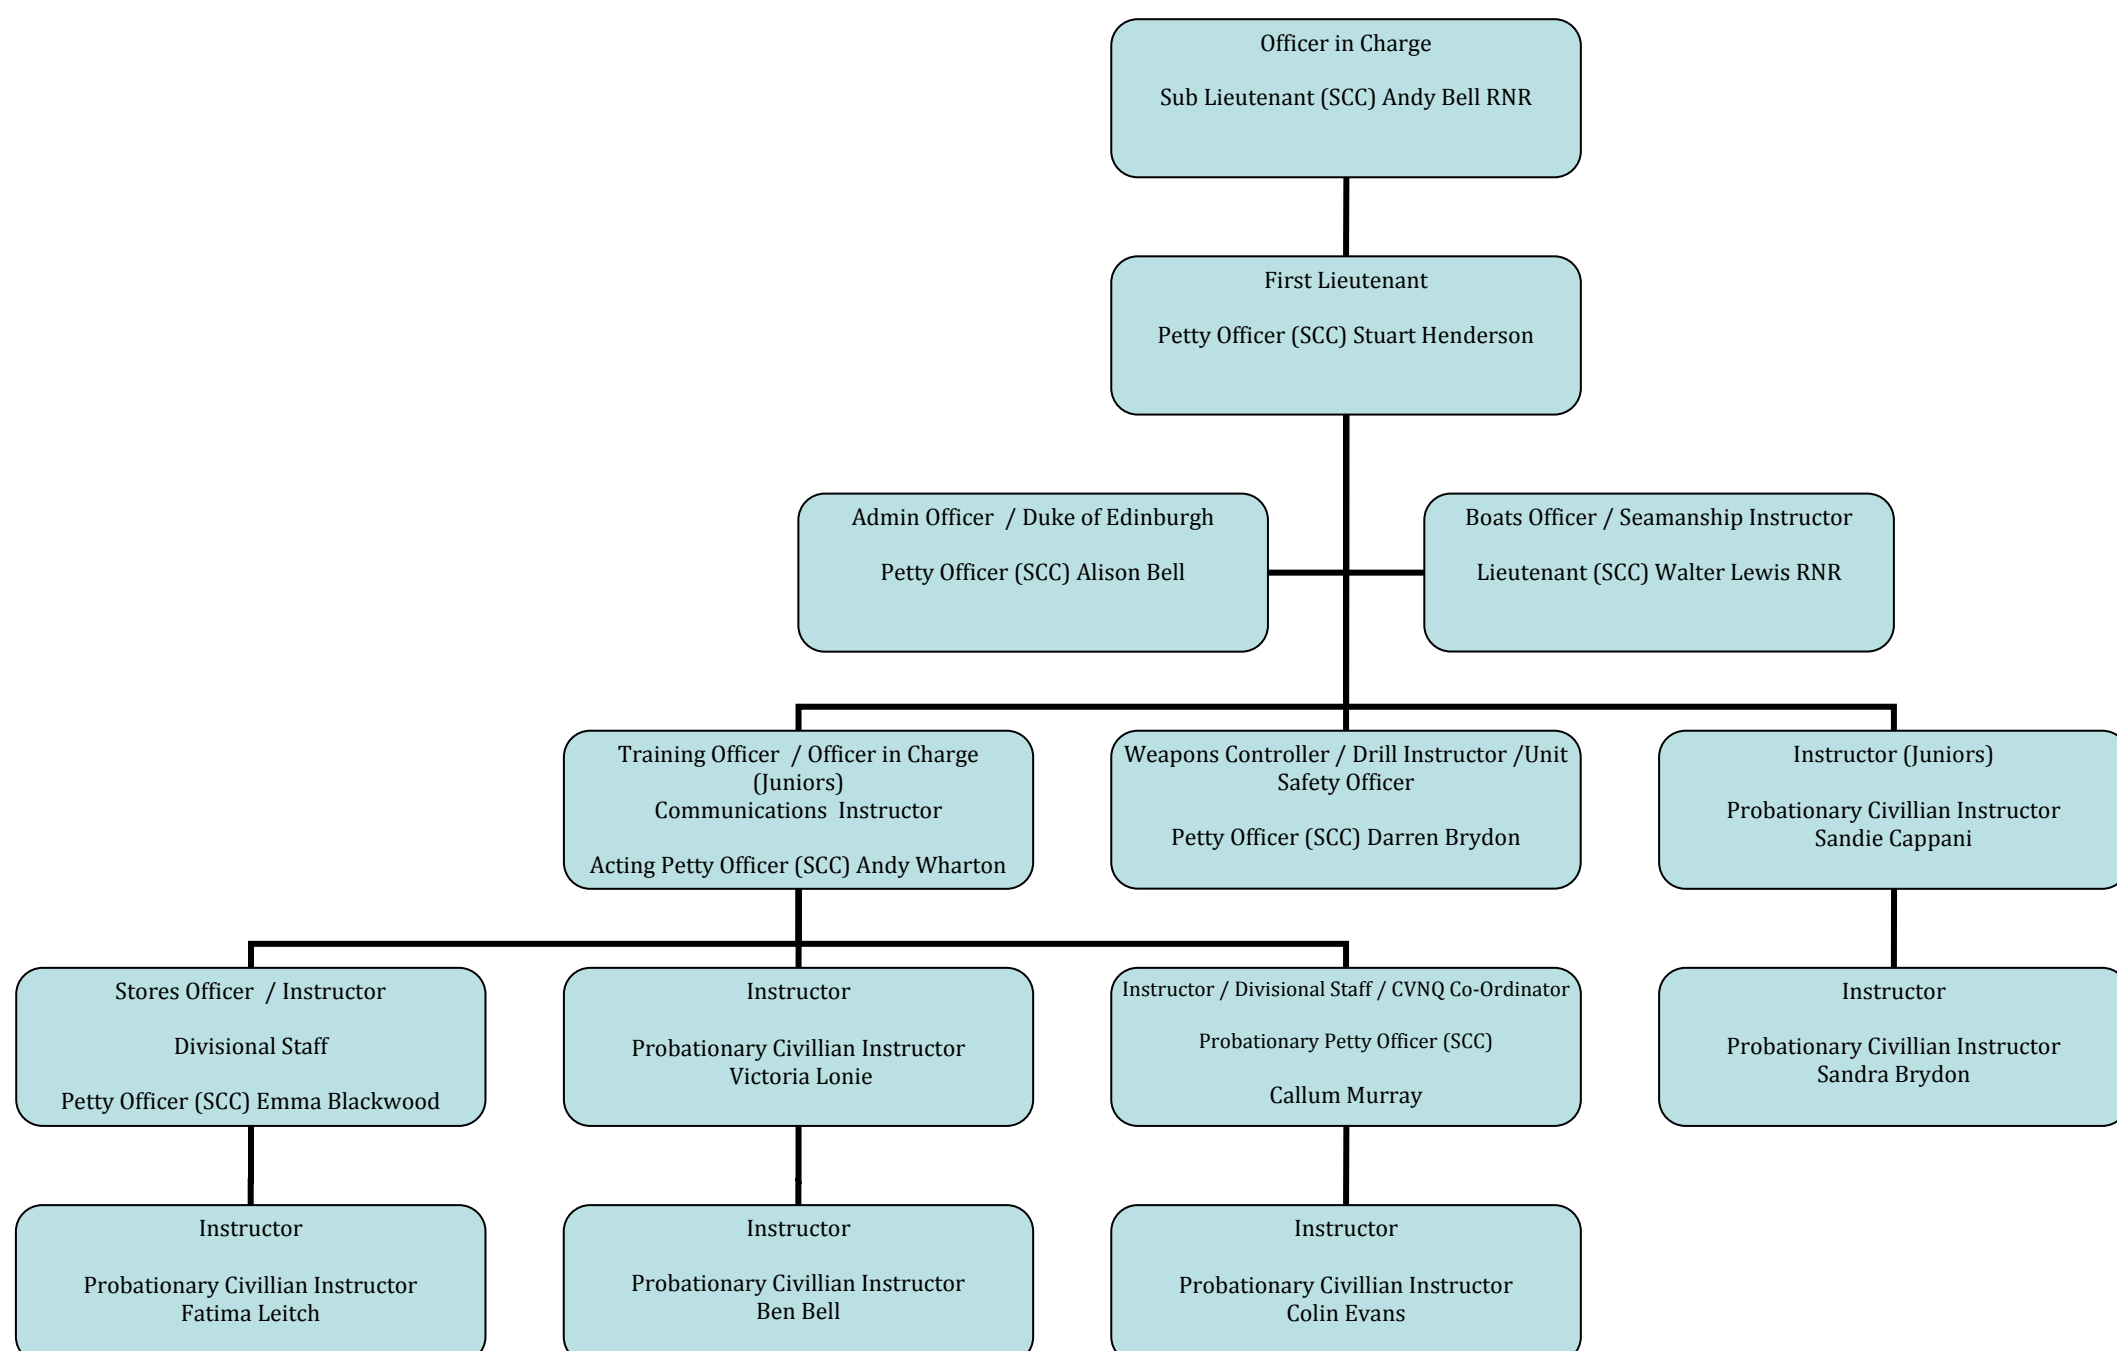 Officer in Charge
Sub Lieutenant (SCC) Andy Bell RNR
First Lieutenant
Petty Officer (SCC) Stuart Henderson
Admin Officer  / Duke of Edinburgh
Petty Officer (SCC) Alison Bell
Boats Officer / Seamanship Instructor
Lieutenant (SCC) Walter Lewis RNR
Training Officer  / Officer in Charge
(Juniors)
Communications  Instructor
Acting Petty Officer (SCC) Andy Wharton
Weapons Controller / Drill Instructor /Unit
Safety Officer
Petty Officer (SCC) Darren Brydon
Instructor (Juniors)
Probationary Civillian Instructor
Sandie Cappani
Stores Officer  / Instructor
Divisional Staff
Petty Officer (SCC) Emma Blackwood
Instructor
Probationary Civillian Instructor
Victoria Lonie
Instructor / Divisional Staff / CVNQ Co-Ordinator
Probationary Petty Officer (SCC)
Callum Murray
Instructor
Probationary Civillian Instructor
Sandra Brydon
Instructor
Probationary Civillian Instructor
Fatima Leitch
Instructor
Probationary Civillian Instructor
Ben Bell
Instructor
Probationary Civillian Instructor
Colin Evans